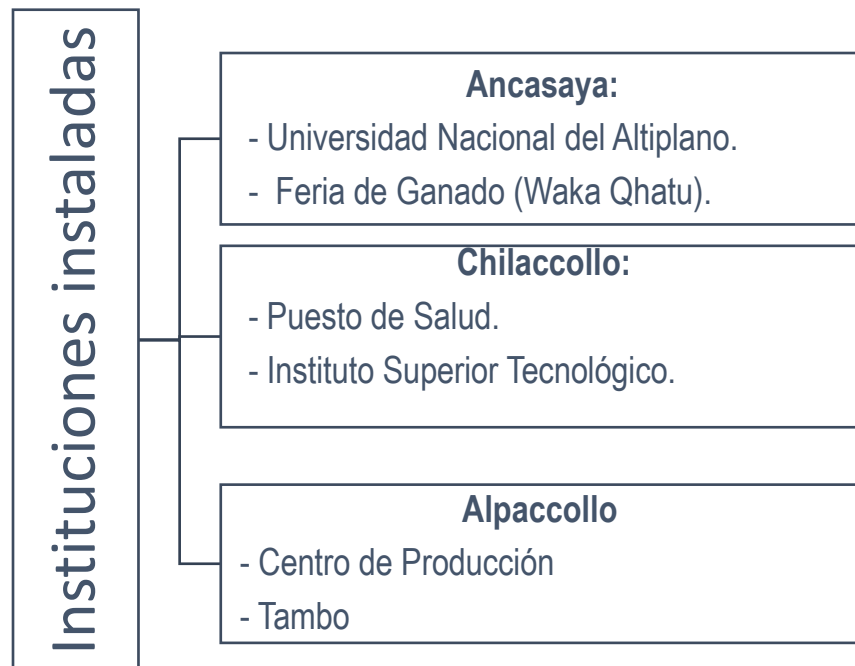 Instituciones instaladas
Ancasaya:
- Universidad Nacional del Altiplano.
- Feria de Ganado (Waka Qhatu).
Chilaccollo:
- Puesto de Salud.
- Instituto Superior Tecnológico.
Alpaccollo
- Centro de Producción
- Tambo